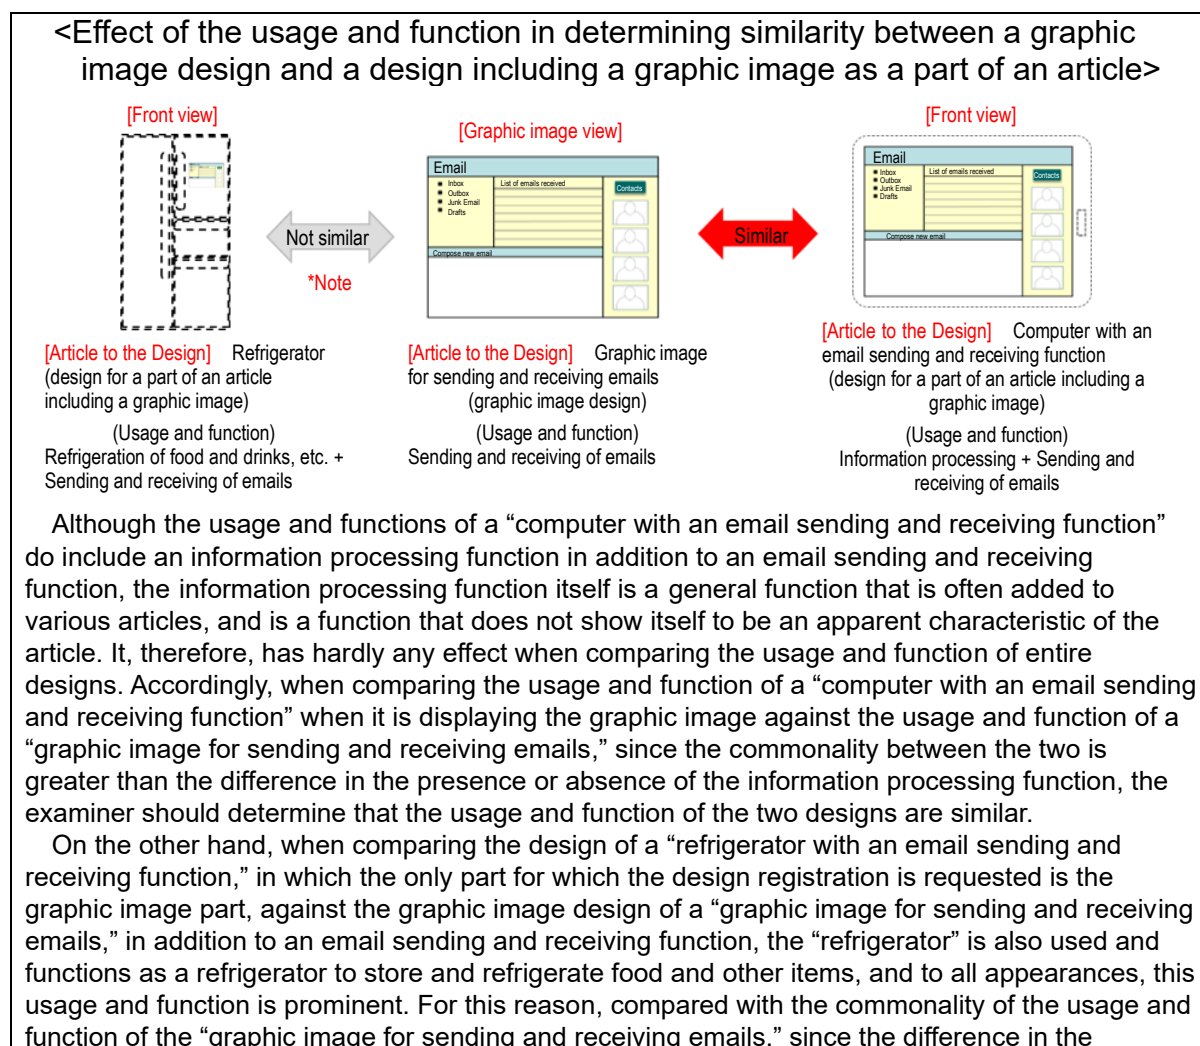 <Effect of the usage and function in determining similarity between a graphic
image design and a design including a graphic image as a part of an article>
[Front view]
[Graphic image view]
[Front view]
Email
Inbox
Outbox
Junk Email
Drafts
List of emails received
Contacts
Compose new email
Email
Inbox
Outbox
Junk Email
Drafts
List of emails received
Contacts
Compose new email
Not similar
*Note
Similar
[Article to the Design] Refrigerator
(design for a part of an article
including a graphic image)
(Usage and function)
Refrigeration of food and drinks, etc. +
Sending and receiving of emails
[Article to the Design] Graphic image
for sending and receiving emails
(graphic image design)
(Usage and function)
Sending and receiving of emails
[Article to the Design] Computer with an
email sending and receiving function
(design for a part of an article including a
graphic image)
(Usage and function)
Information processing + Sending and
receiving of emails
Although the usage and functions of a “computer with an email sending and receiving function”
do include an information processing function in addition to an email sending and receiving
function, the information processing function itself is a general function that is often added to
various articles, and is a function that does not show itself to be an apparent characteristic of the
article. It, therefore, has hardly any effect when comparing the usage and function of entire
designs. Accordingly, when comparing the usage and function of a “computer with an email sending
and receiving function” when it is displaying the graphic image against the usage and function of a
“graphic image for sending and receiving emails,” since the commonality between the two is
greater than the difference in the presence or absence of the information processing function, the
examiner should determine that the usage and function of the two designs are similar.
On the other hand, when comparing the design of a “refrigerator with an email sending and
receiving function,” in which the only part for which the design registration is requested is the
graphic image part, against the graphic image design of a “graphic image for sending and receiving
emails,” in addition to an email sending and receiving function, the “refrigerator” is also used and
functions as a refrigerator to store and refrigerate food and other items, and to all appearances, this
usage and function is prominent. For this reason, compared with the commonality of the usage and
function of the “graphic image for sending and receiving emails,” since the difference in the